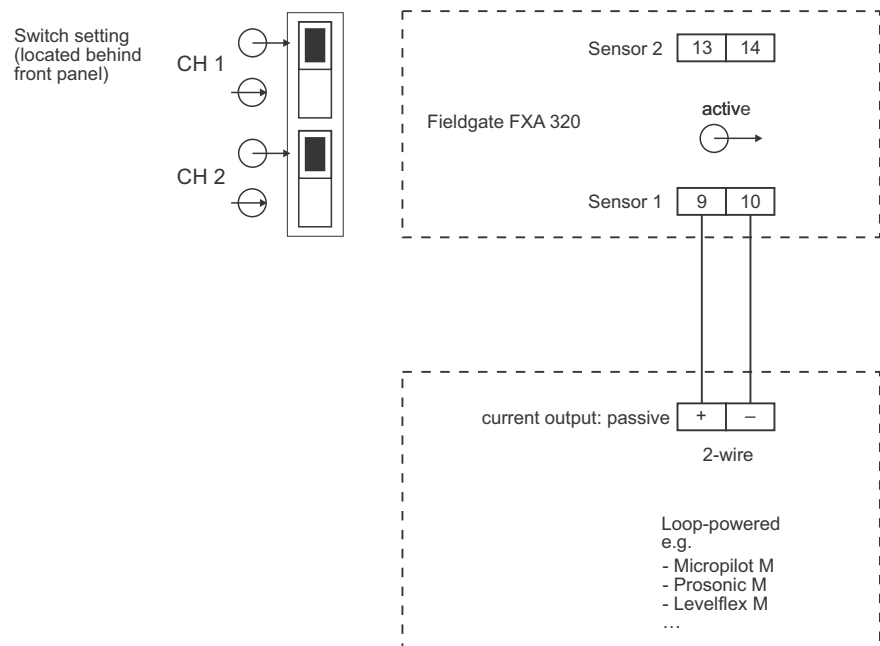 Switch setting
(located behind
front panel)
CH 1
CH 2
Sensor 2 13 14
Fieldgate FXA 320
active
Sensor 1 9 10
current output: passive + –
2-wire
Loop-powered
e.g.
- Micropilot M
- Prosonic M
- Levelflex M
…